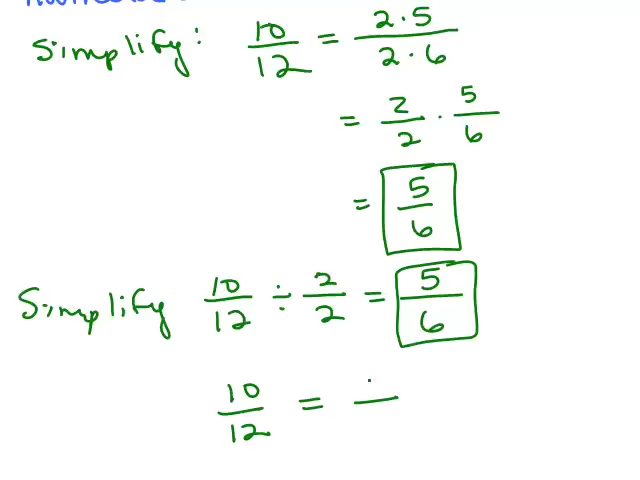 Simplify: 10/12 = 2·5/2·6
= 2/2 · 5/6
= 5/6
Simplify 10/12 ÷ 2/2 = 5/6
10/12 =